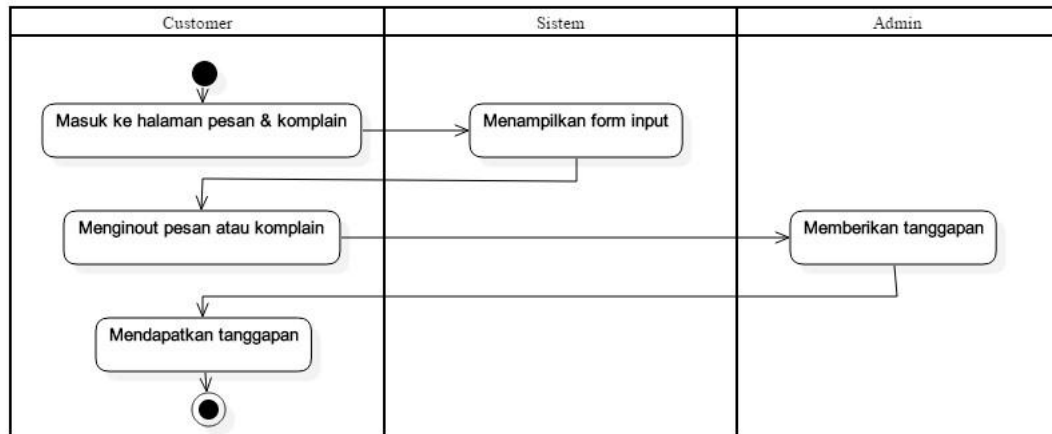 Customer
Sistem
Admin
Masuk ke halaman pesan & komplain
Menampilkan form input
Menginout pesan atau komplain
Memberikan tanggapan
Mendapatkan tanggapan